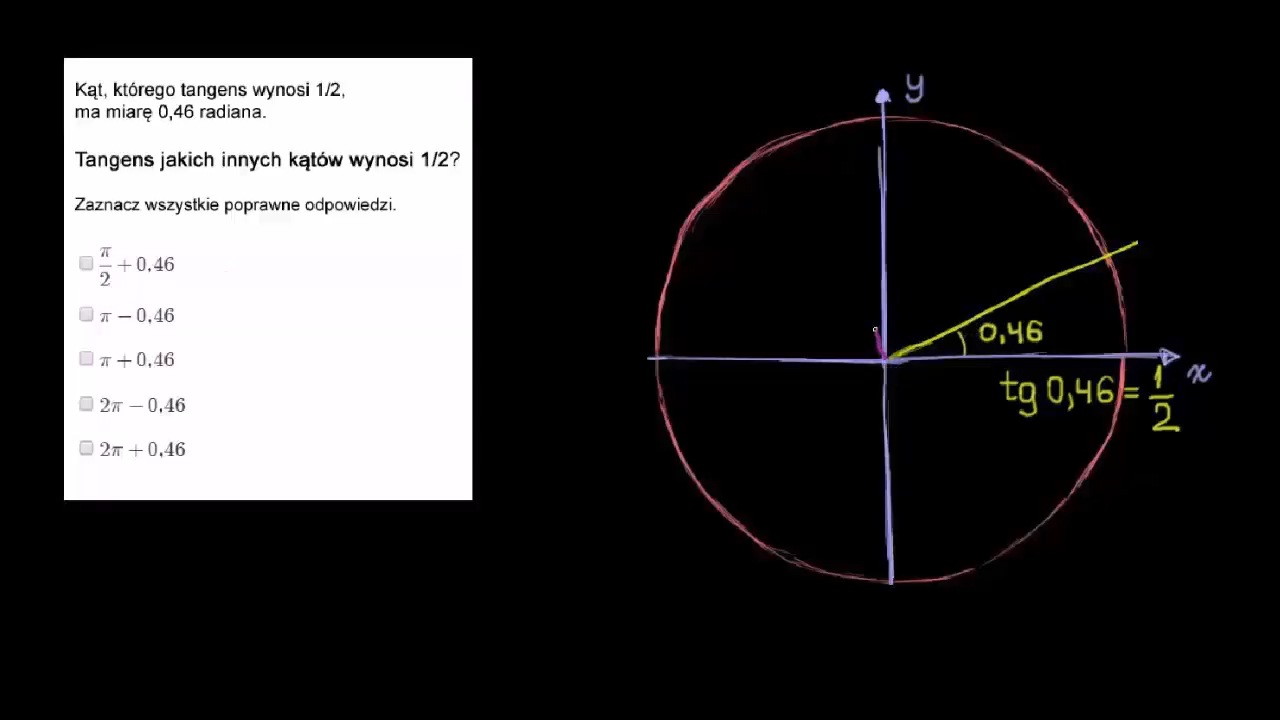 Kąt, którego tangens wynosi 1/2,
ma miarę 0,46 radiana.
Tangens jakich innych kątów wynosi 1/2?
Zaznacz wszystkie poprawne odpowiedzi.
π/2 + 0,46
π − 0,46
π + 0,46
2π − 0,46
2π + 0,46
y
0,46
x
tg 0,46 = 1/2